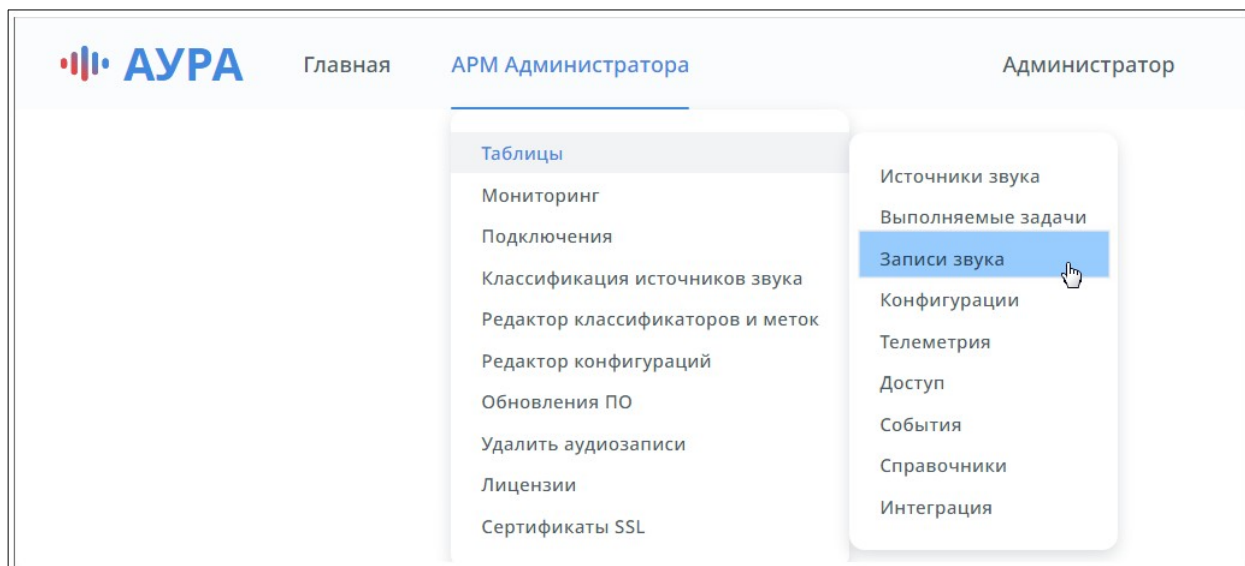 АУРА
Главная
АРМ Администратора
Администратор
Таблицы
Мониторинг
Подключения
Классификация источников звука
Редактор классификаторов и меток
Редактор конфигураций
Обновления ПО
Удалить аудиозаписи
Лицензии
Сертификаты SSL
Источники звука
Выполняемые задачи
Записи звука
Конфигурации
Телеметрия
Доступ
События
Справочники
Интеграция